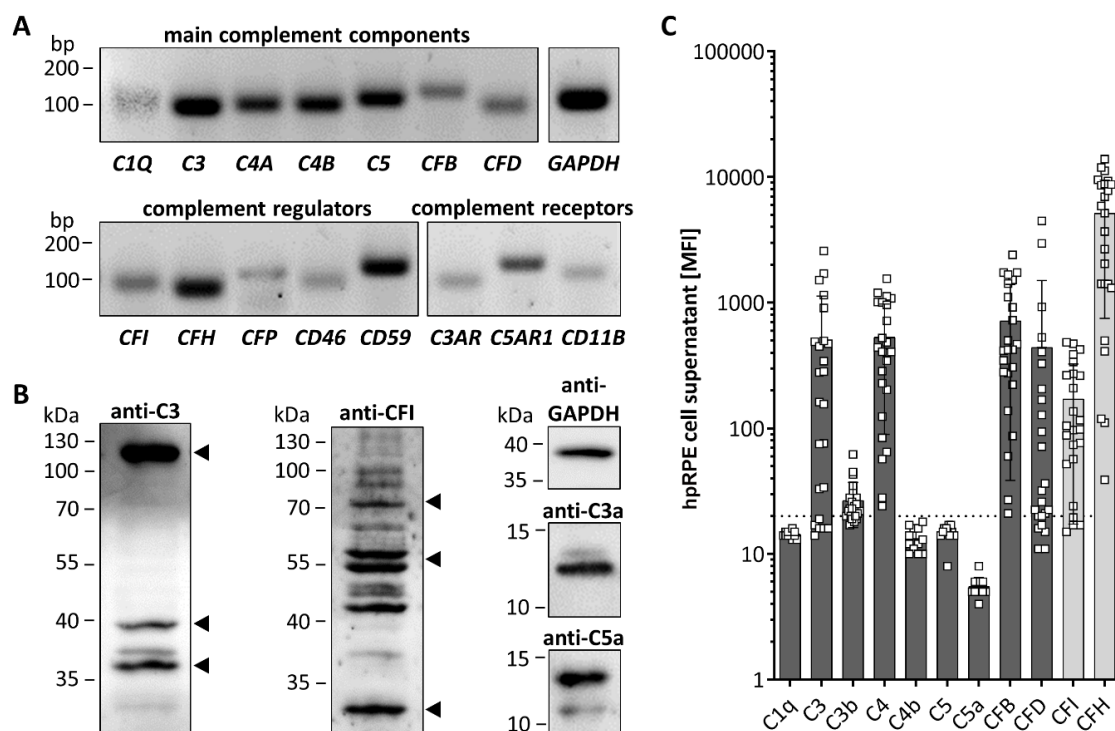 A
main complement components
bp
200
100
C1Q C3 C4A C4B C5 CFB CFD GAPDH
complement regulators complement receptors
bp
200
100
CFI CFH CFP CD46 CD59 C3AR C5AR1 CD11B
B
kDa anti-C3
130
100
70
55
40
35
kDa anti-CFI
130
100
70
55
40
35
kDa anti-GAPDH
40
35
anti-C3a
15
10
anti-C5a
15
10
C
hpRPE cell supernatant [MFI]
100000
10000
1000
100
10
1
C1q C3 C3b C4 C4b C5 C5a CFB CFD CFI CFH